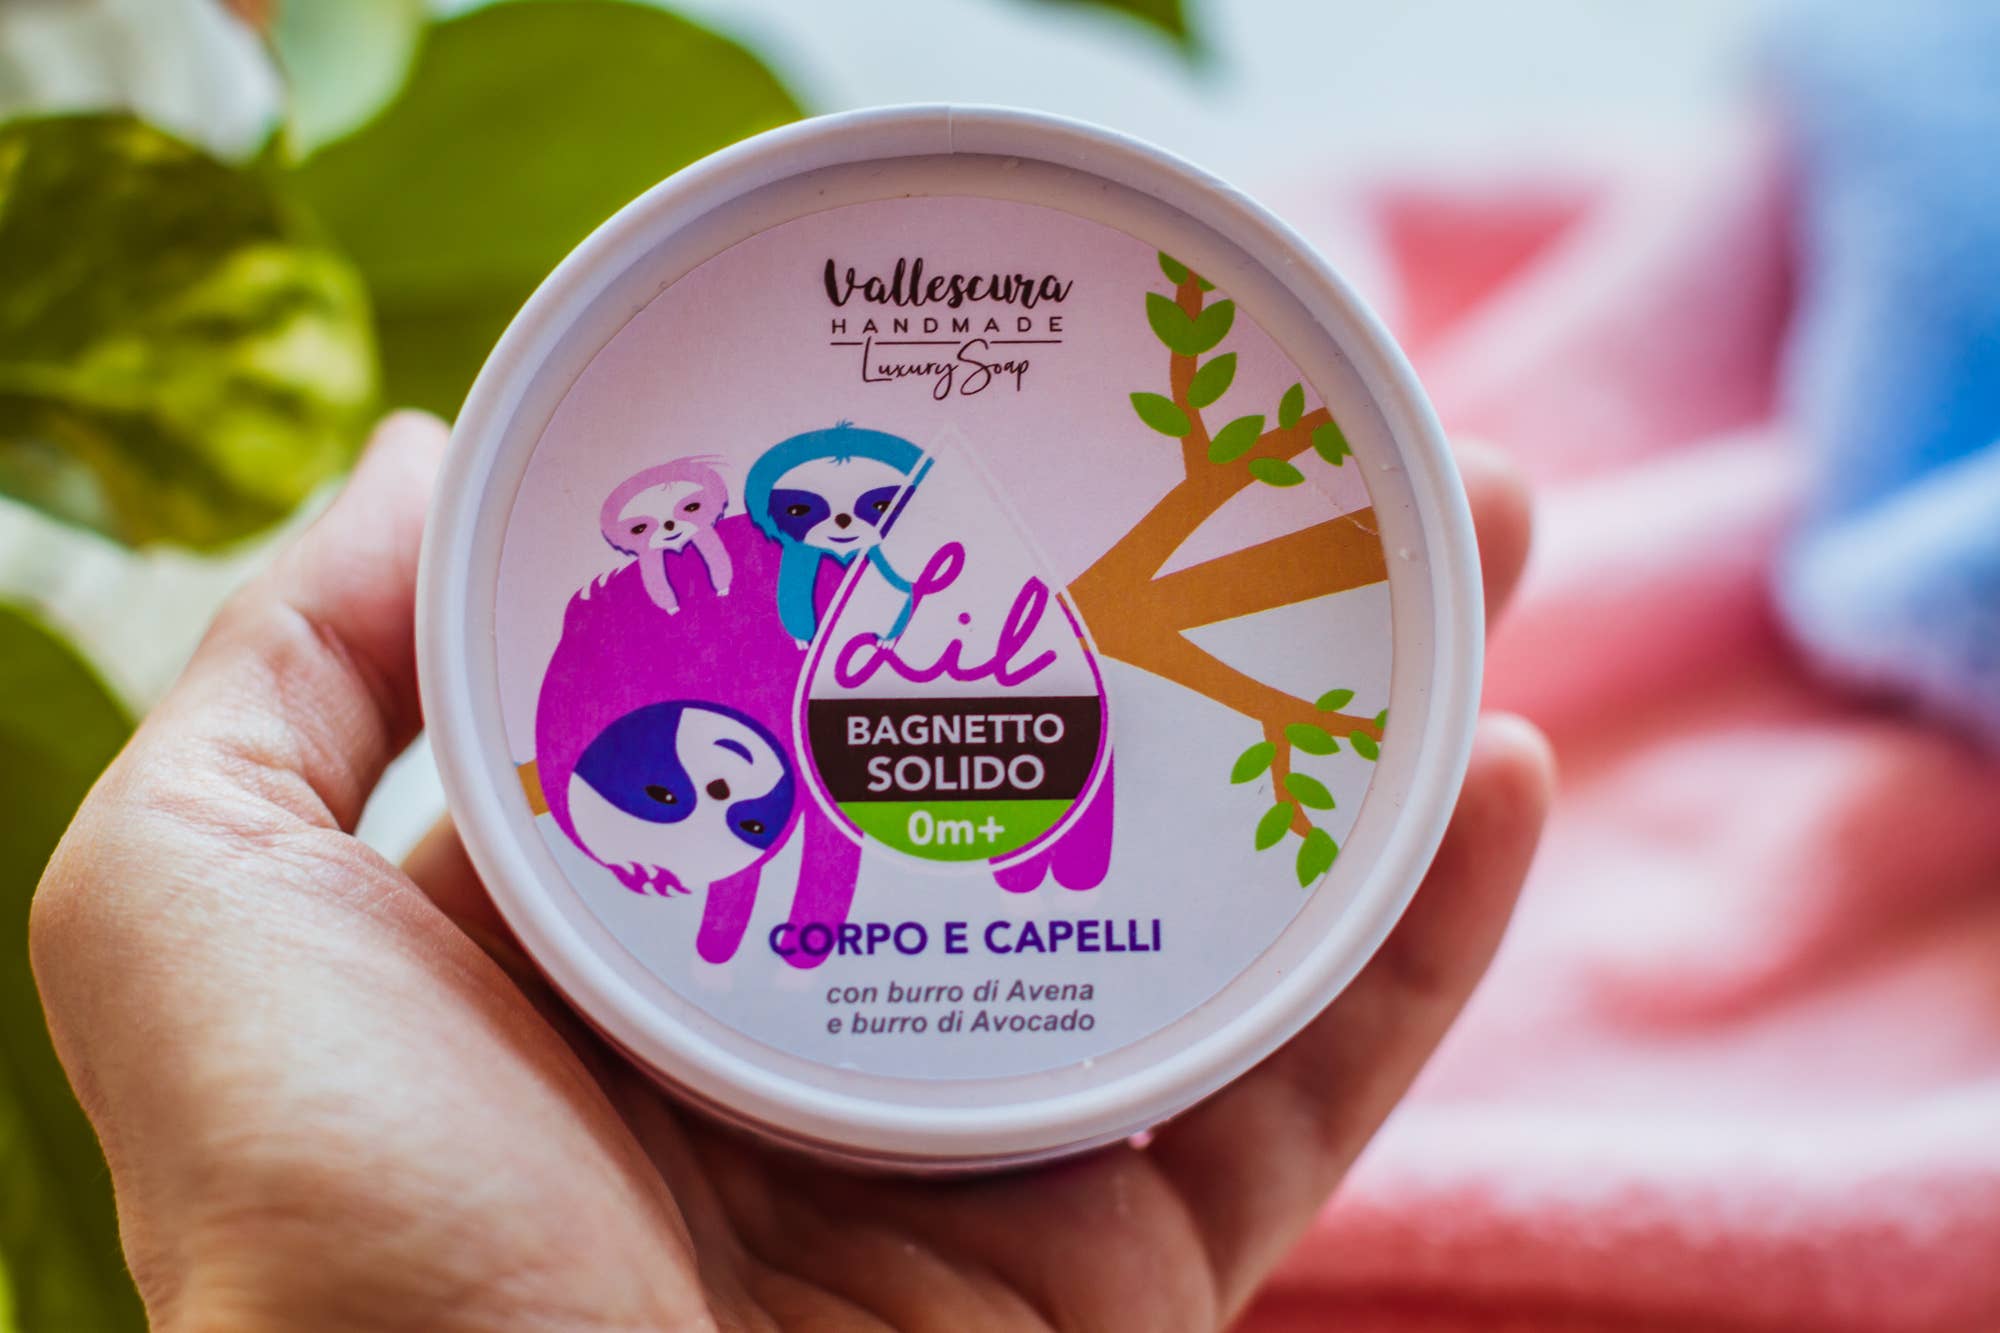 Vallescura
HANDMADE
Luxury Soap
Lil
BAGNETTO
SOLIDO
0m+
CORPO E CAPELLI
con burro di Avena
e burro di Avocado